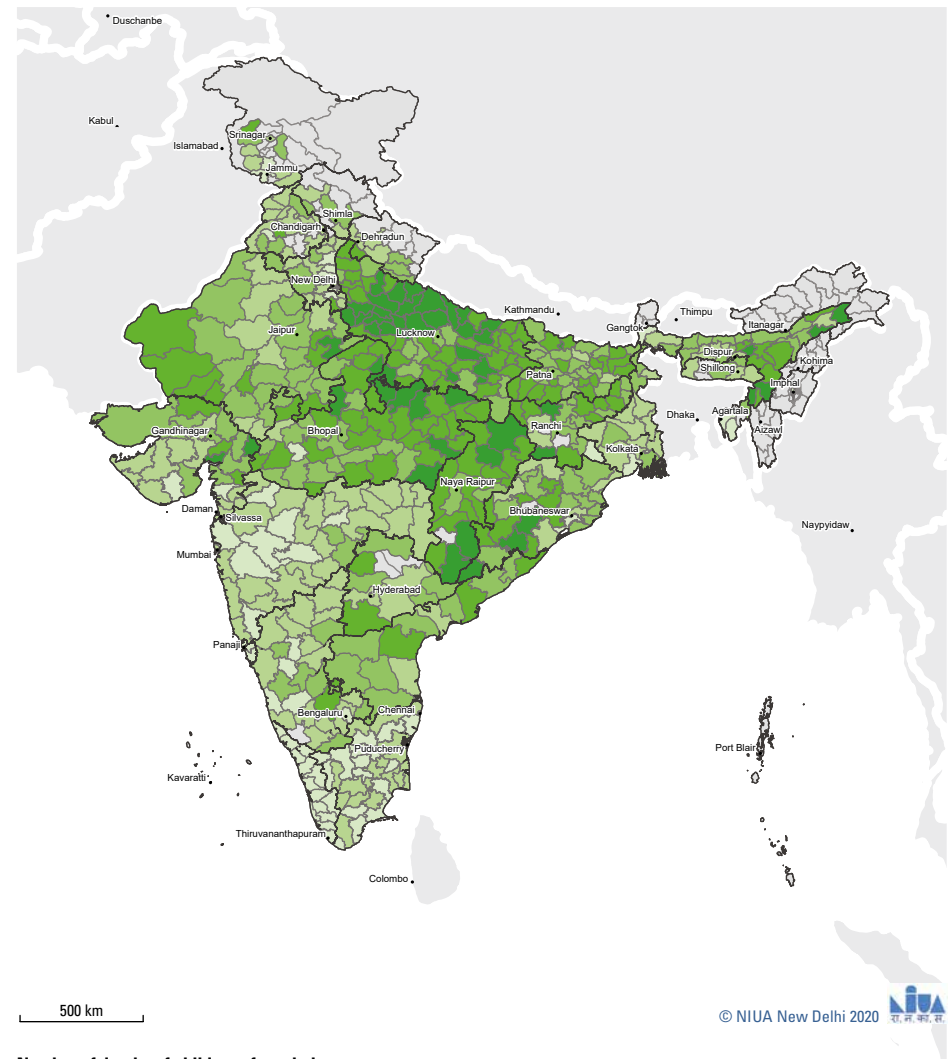 Duschanbe
Kabul
Srinagar
Islamabad
Jammu
Shimla
Chandigarh
Dehradun
New Delhi
Kathmandu
Thimpu
Gangtok
Itanagar
Jaipur
Lucknow
Dispur
Kohima
Shillong
Patna
Imphal
Dhaka
Agartala
Aizawl
Gandhinagar
Bhopal
Ranchi
Kolkata
Naya Raipur
Daman
Silvassa
Bhubaneswar
Naypyidaw
Mumbai
Hyderabad
Panaji
Bengaluru
Chennai
Puducherry
Port Blair
Kavaratti
Thiruvananthapuram
Colombo
500 km
© NIUA New Delhi 2020
NIUA
रा. न. का. सं.